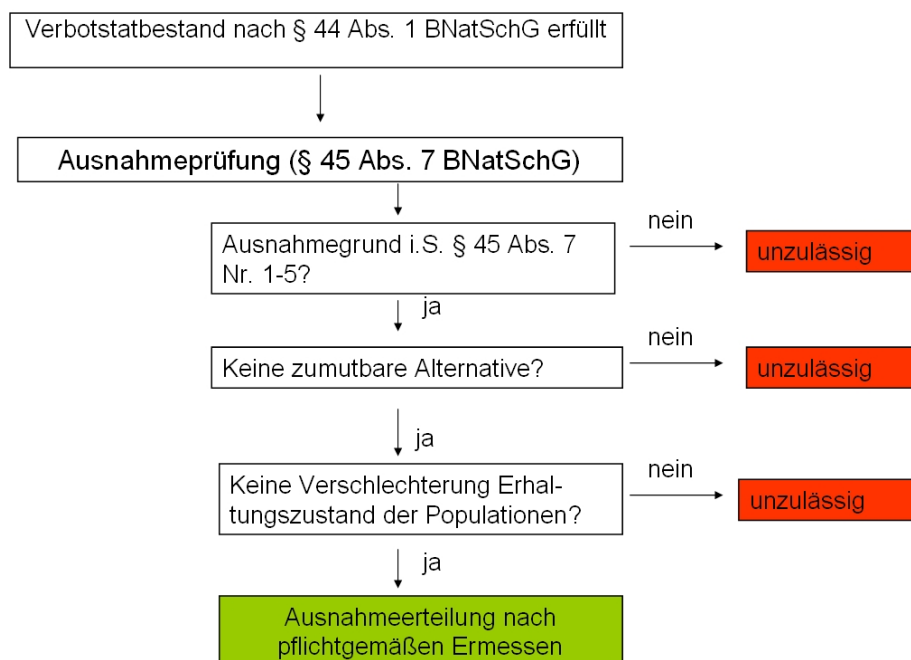 Verbotstatbestand nach § 44 Abs. 1 BNatSchG erfüllt
Ausnahmeprüfung (§ 45 Abs. 7 BNatSchG)
nein
Ausnahmegrund i.S. § 45 Abs. 7
Nr. 1-5?
unzulässig
ja
nein
Keine zumutbare Alternative?
unzulässig
ja
nein
Keine Verschlechterung Erhal-
tungszustand der Populationen?
unzulässig
ja
Ausnahmeerteilung nach
pflichtgemäßen Ermessen